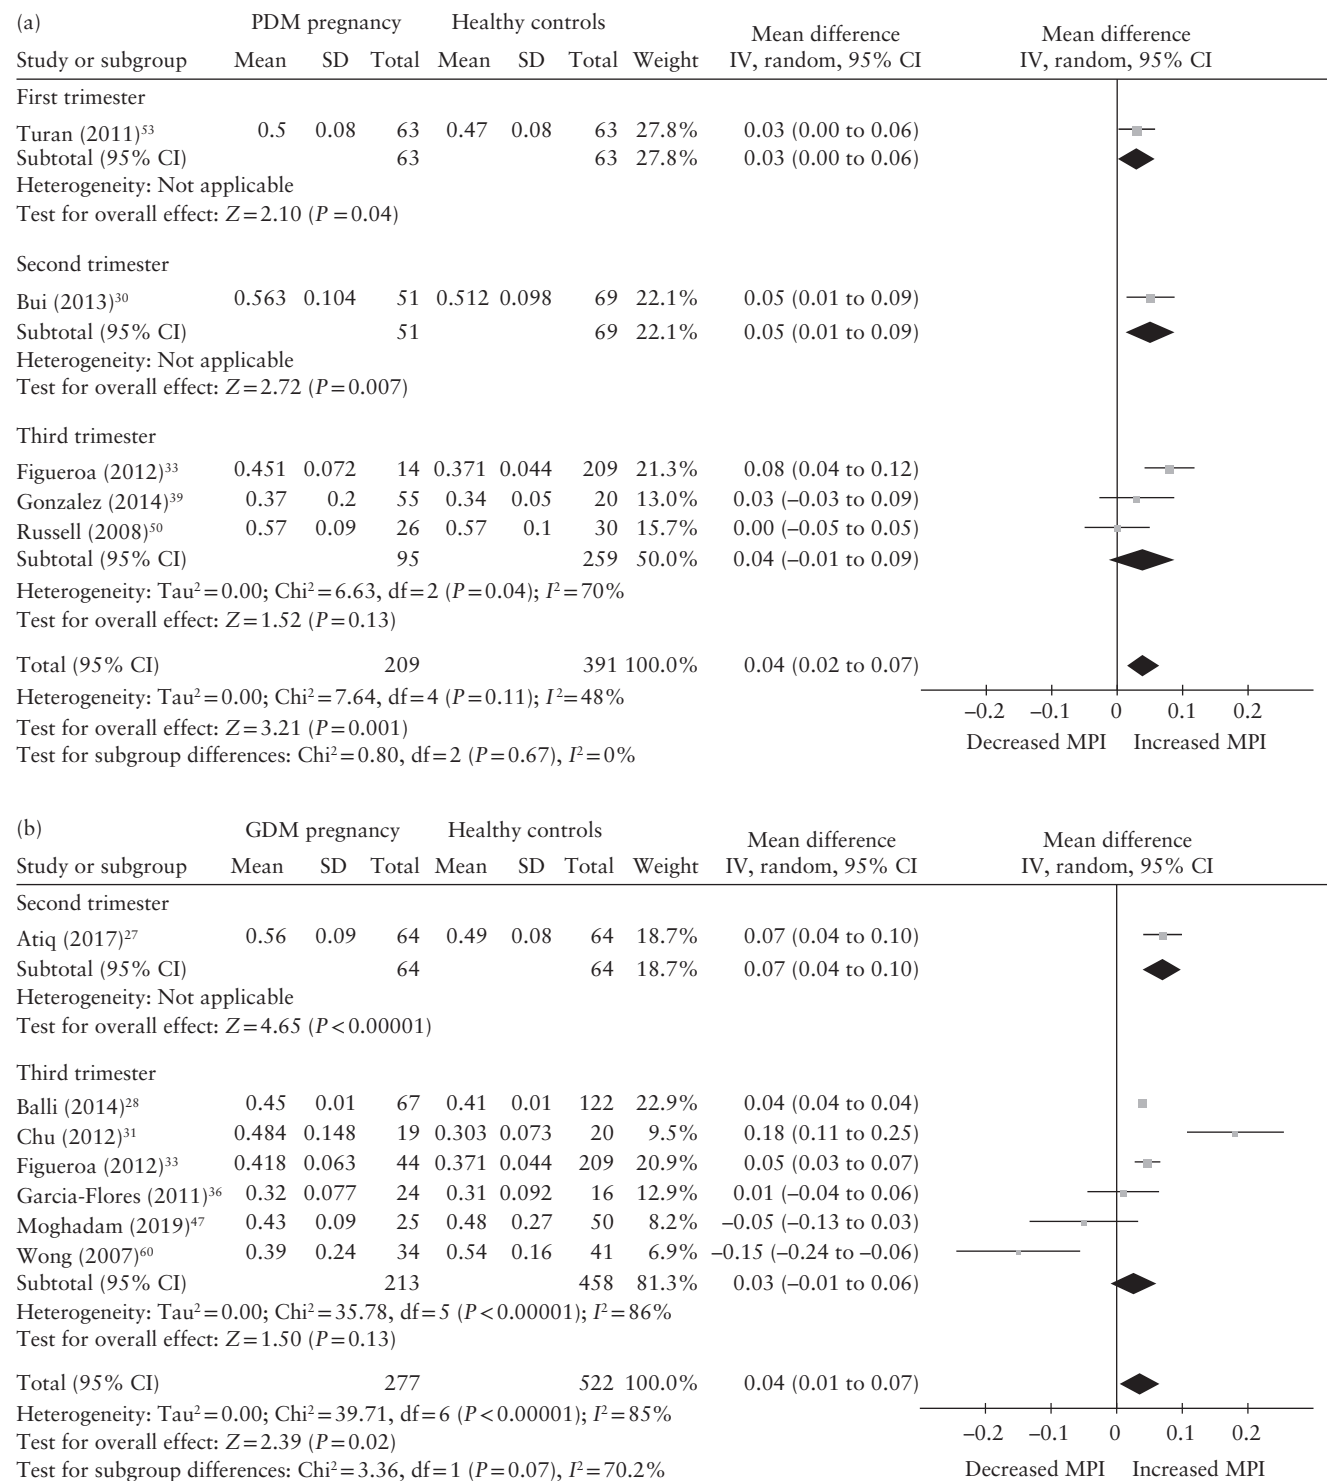 (a) PDM pregnancy Healthy controls Mean difference Mean difference
Study or subgroup Mean SD Total Mean SD Total Weight IV, random, 95% CI IV, random, 95% CI
First trimester
Turan (2011)⁵³ 0.5 0.08 63 0.47 0.08 63 27.8% 0.03 (0.00 to 0.06)
Subtotal (95% CI) 63 63 27.8% 0.03 (0.00 to 0.06)
Heterogeneity: Not applicable
Test for overall effect: Z=2.10 (P=0.04)
Second trimester
Bui (2013)³⁰ 0.563 0.104 51 0.512 0.098 69 22.1% 0.05 (0.01 to 0.09)
Subtotal (95% CI) 51 69 22.1% 0.05 (0.01 to 0.09)
Heterogeneity: Not applicable
Test for overall effect: Z=2.72 (P=0.007)
Third trimester
Figueroa (2012)³³ 0.451 0.072 14 0.371 0.044 209 21.3% 0.08 (0.04 to 0.12)
Gonzalez (2014)³⁹ 0.37 0.2 55 0.34 0.05 20 13.0% 0.03 (–0.03 to 0.09)
Russell (2008)⁵⁰ 0.57 0.09 26 0.57 0.1 30 15.7% 0.00 (–0.05 to 0.05)
Subtotal (95% CI) 95 259 50.0% 0.04 (–0.01 to 0.09)
Heterogeneity: Tau²=0.00; Chi²=6.63, df=2 (P=0.04); I²=70%
Test for overall effect: Z=1.52 (P=0.13)
Total (95% CI) 209 391 100.0% 0.04 (0.02 to 0.07)
Heterogeneity: Tau²=0.00; Chi²=7.64, df=4 (P=0.11); I²=48%
Test for overall effect: Z=3.21 (P=0.001)
Test for subgroup differences: Chi²=0.80, df=2 (P=0.67), I²=0%
–0.2 –0.1 0 0.1 0.2
Decreased MPI Increased MPI
(b) GDM pregnancy Healthy controls Mean difference Mean difference
Study or subgroup Mean SD Total Mean SD Total Weight IV, random, 95% CI IV, random, 95% CI
Second trimester
Atiq (2017)²⁷ 0.56 0.09 64 0.49 0.08 64 18.7% 0.07 (0.04 to 0.10)
Subtotal (95% CI) 64 64 18.7% 0.07 (0.04 to 0.10)
Heterogeneity: Not applicable
Test for overall effect: Z=4.65 (P<0.00001)
Third trimester
Balli (2014)²⁸ 0.45 0.01 67 0.41 0.01 122 22.9% 0.04 (0.04 to 0.04)
Chu (2012)³¹ 0.484 0.148 19 0.303 0.073 20 9.5% 0.18 (0.11 to 0.25)
Figueroa (2012)³³ 0.418 0.063 44 0.371 0.044 209 20.9% 0.05 (0.03 to 0.07)
Garcia-Flores (2011)³⁶ 0.32 0.077 24 0.31 0.092 16 12.9% 0.01 (–0.04 to 0.06)
Moghadam (2019)⁴⁷ 0.43 0.09 25 0.48 0.27 50 8.2% –0.05 (–0.13 to 0.03)
Wong (2007)⁶⁰ 0.39 0.24 34 0.54 0.16 41 6.9% –0.15 (–0.24 to –0.06)
Subtotal (95% CI) 213 458 81.3% 0.03 (–0.01 to 0.06)
Heterogeneity: Tau²=0.00; Chi²=35.78, df=5 (P<0.00001); I²=86%
Test for overall effect: Z=1.50 (P=0.13)
Total (95% CI) 277 522 100.0% 0.04 (0.01 to 0.07)
Heterogeneity: Tau²=0.00; Chi²=39.71, df=6 (P<0.00001); I²=85%
Test for overall effect: Z=2.39 (P=0.02)
Test for subgroup differences: Chi²=3.36, df=1 (P=0.07), I²=70.2%
–0.2 –0.1 0 0.1 0.2
Decreased MPI Increased MPI